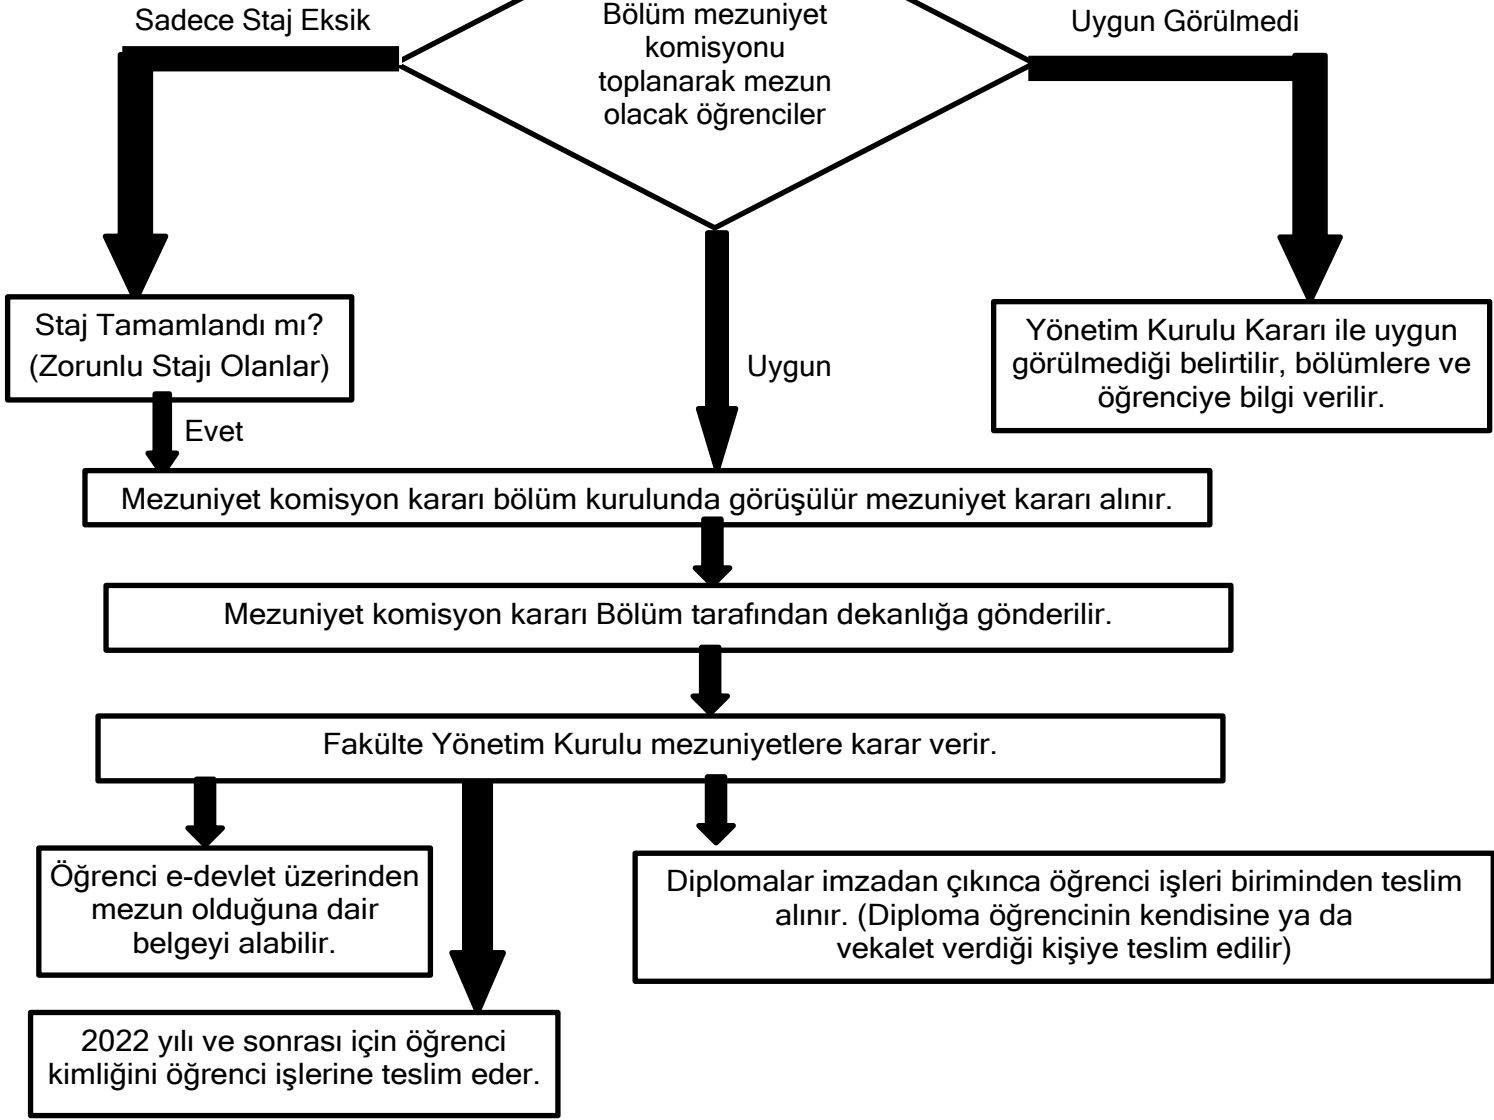 Sadece Staj Eksik
Bölüm mezuniyet
komisyonu
toplanarak mezun
olacak öğrenciler
Uygun Görülmedi
Staj Tamamlandı mı?
(Zorunlu Stajı Olanlar)
Uygun
Yönetim Kurulu Kararı ile uygun
görülmediği belirtilir, bölümlere ve
öğrenciye bilgi verilir.
Evet
Mezuniyet komisyon kararı bölüm kurulunda görüşülür mezuniyet kararı alınır.
Mezuniyet komisyon kararı Bölüm tarafından dekanlığa gönderilir.
Fakülte Yönetim Kurulu mezuniyetlere karar verir.
Öğrenci e-devlet üzerinden
mezun olduğuna dair
belgeyi alabilir.
Diplomalar imzadan çıkınca öğrenci işleri biriminden teslim
alınır. (Diploma öğrencinin kendisine ya da
vekalet verdiği kişiye teslim edilir)
2022 yılı ve sonrası için öğrenci
kimliğini öğrenci işlerine teslim eder.